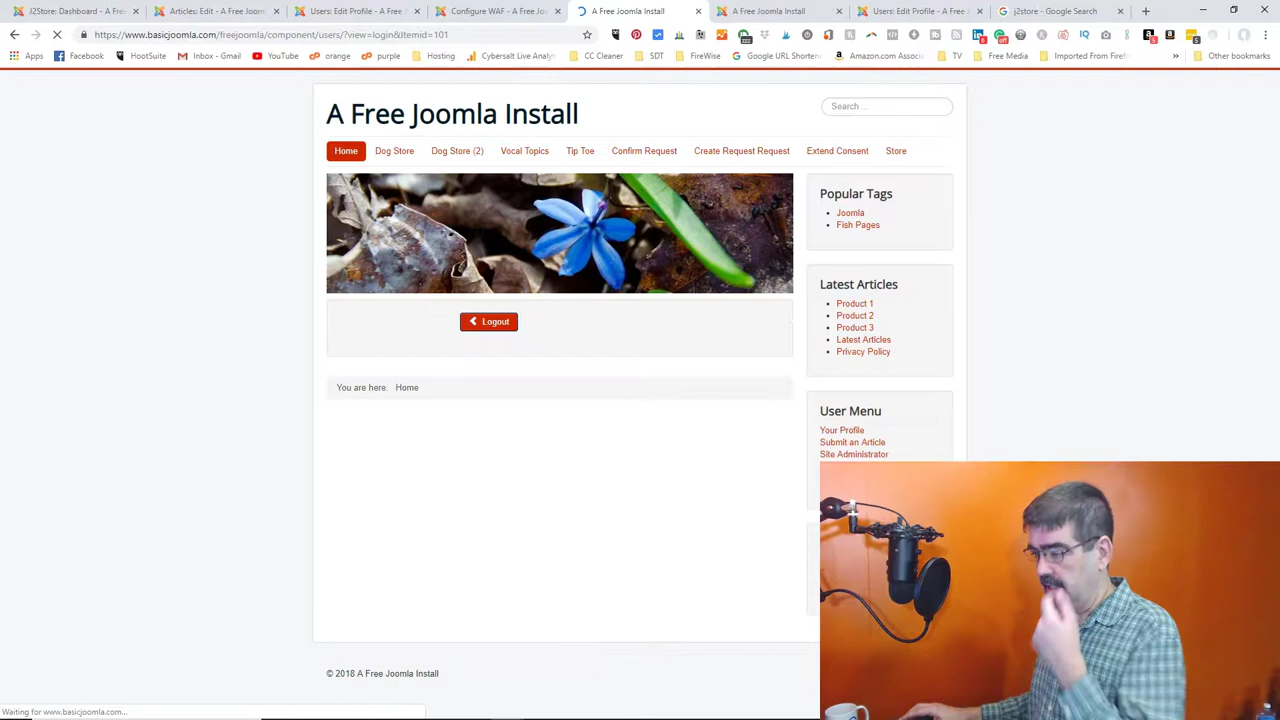 J2Store: Dashboard - A Free Jo
Articles: Edit - A Free Joomla
Users: Edit Profile - A Free Jo
Configure WAF - A Free Joo
A Free Joomla Install
A Free Joomla Install
Users: Edit Profile - A Free J
j2store - Google Search
https://www.basicjoomla.com/freejoomla/component/users/?view=login&Itemid=101
Apps Facebook HootSuite Inbox - Gmail YouTube orange purple Hosting Cybersalt Live Analyt CC Cleaner SDT FireWise Google URL Shorten Amazon.com Associ TV Free Media Imported From Firef » Other bookmarks
A Free Joomla Install
Search ...
Home Dog Store Dog Store (2) Vocal Topics Tip Toe Confirm Request Create Request Request Extend Consent Store
Popular Tags
Joomla
Fish Pages
Latest Articles
Product 1
Product 2
Product 3
Latest Articles
Privacy Policy
Logout
You are here: Home
User Menu
Your Profile
Submit an Article
Site Administrator
© 2018 A Free Joomla Install
Waiting for www.basicjoomla.com...